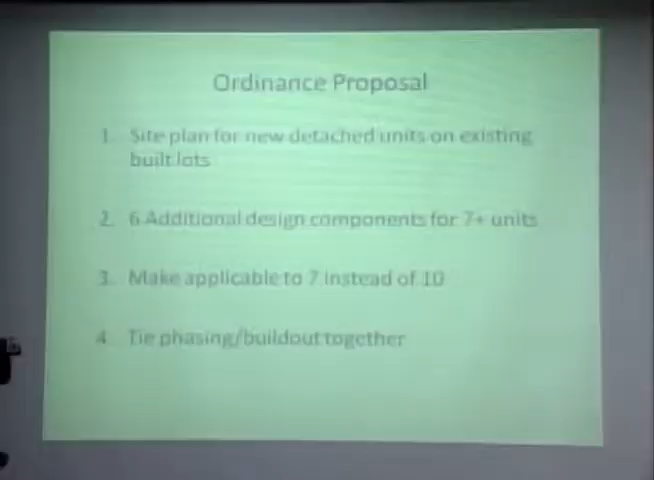 Ordinance Proposal
1. Site plan for new detached units on existing
built lots
2. 6 Additional design components for 7+ units
3. Make applicable to 7 instead of 10
4. Tie phasing/buildout together